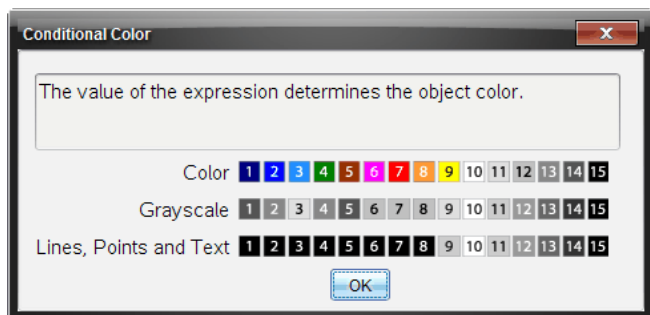 Conditional Color
The value of the expression determines the object color.
Color 1 2 3 4 5 6 7 8 9 10 11 12 13 14 15
Grayscale 1 2 3 4 5 6 7 8 9 10 11 12 13 14 15
Lines, Points and Text 1 2 3 4 5 6 7 8 9 10 11 12 13 14 15
OK